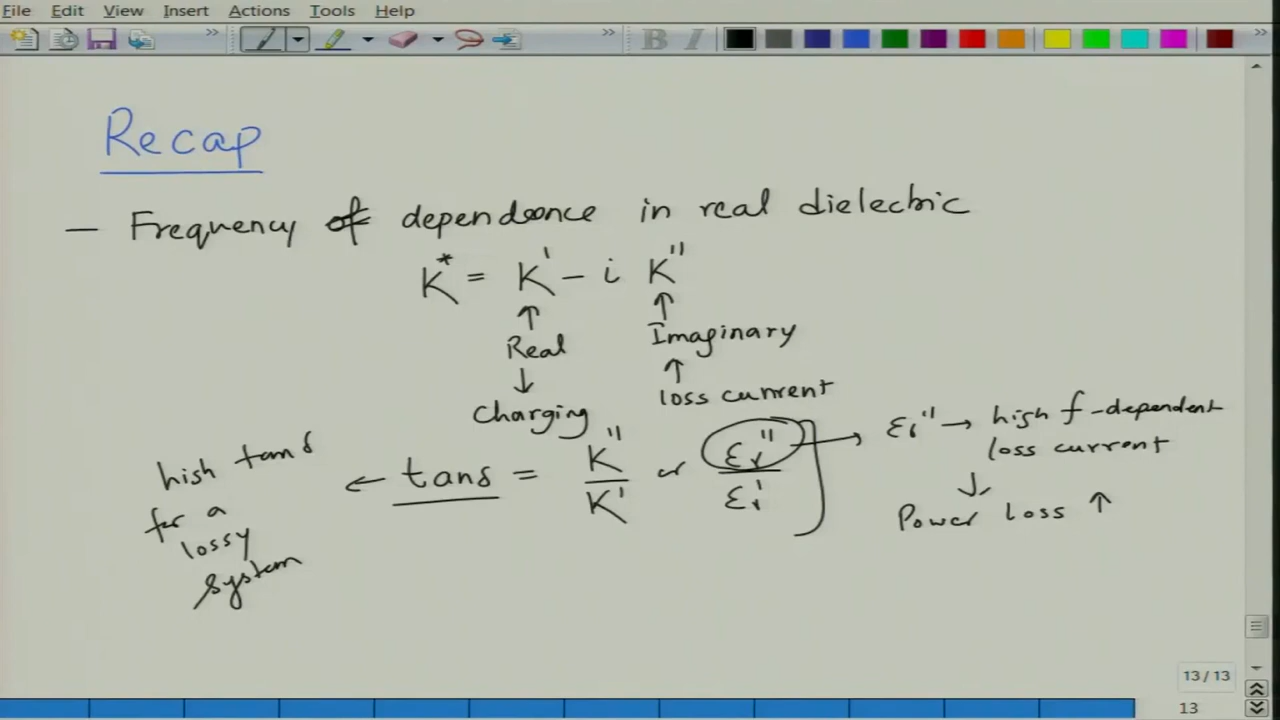 File Edit View Insert Actions Tools Help
B I
Recap
— Frequency of dependence in real dielectric
K* = K' - i K''
↑ ↑
Real Imaginary
↓ ↑
Charging loss current
high tanδ for a lossy system ← tanδ = K''/K' or εr''/εr'
→ εr'' → high f-dependent
loss current
↓
Power loss ↑
13 / 13
13